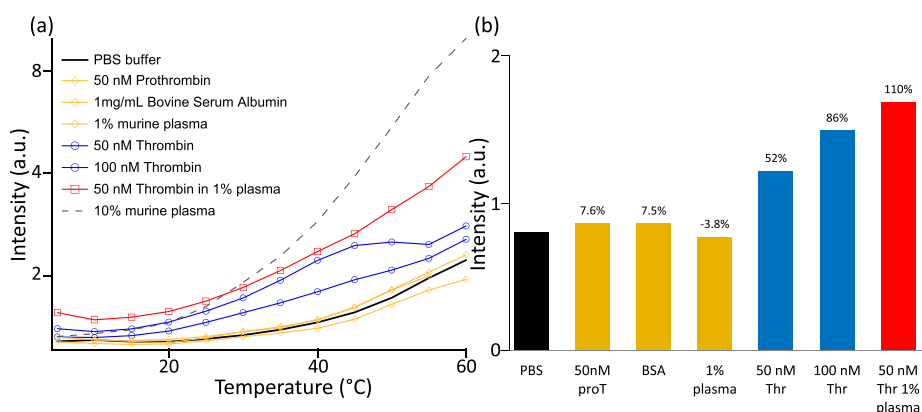 (a)
8
4
2
Intensity (a.u.)
PBS buffer
50 nM Prothrombin
1mg/mL Bovine Serum Albumin
1% murine plasma
50 nM Thrombin
100 nM Thrombin
50 nM Thrombin in 1% plasma
10% murine plasma
20
40
60
Temperature (°C)
(b)
2
1
0
Intensity (a.u.)
7.6%
7.5%
-3.8%
52%
86%
110%
PBS
50nM
proT
BSA
1%
plasma
50 nM
Thr
100 nM
Thr
50 nM
Thr 1%
plasma